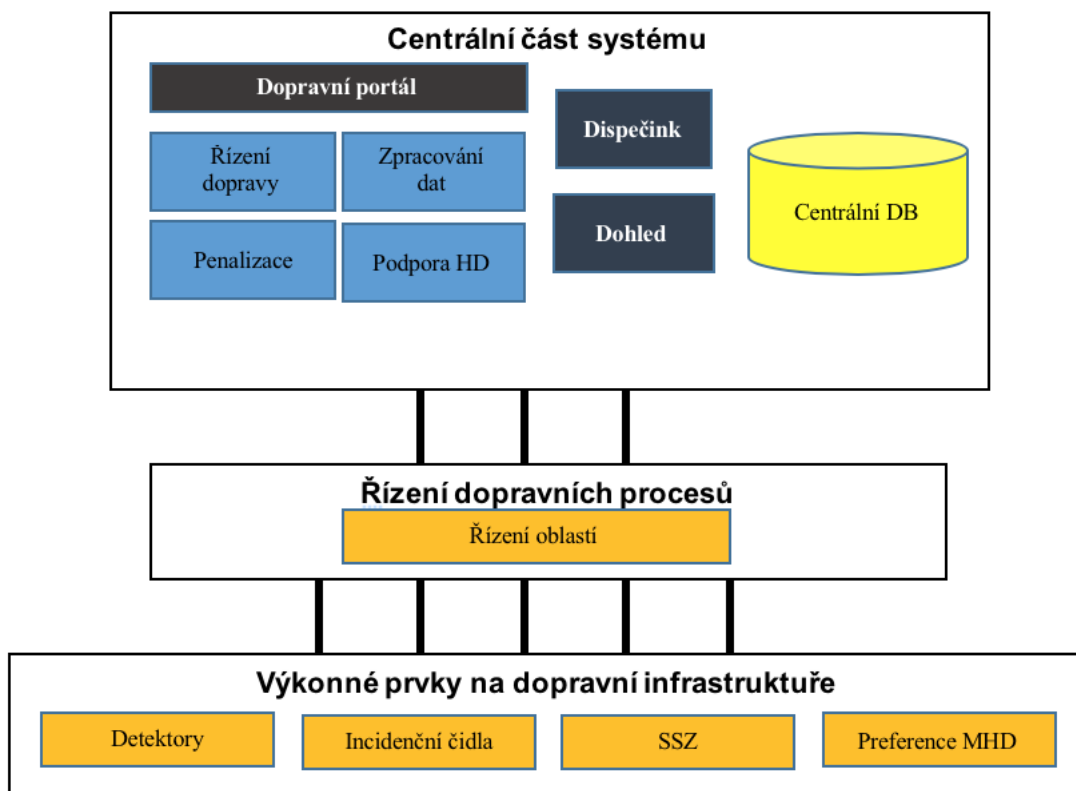 Centrální část systému
Dopravní portál
Dispečink
Řízení
dopravy
Zpracování
dat
Centrální DB
Penalizace
Podpora HD
Dohled
Řízení dopravních procesů
Řízení oblastí
Výkonné prvky na dopravní infrastruktuře
Detektory
Incidenční čidla
SSZ
Preference MHD